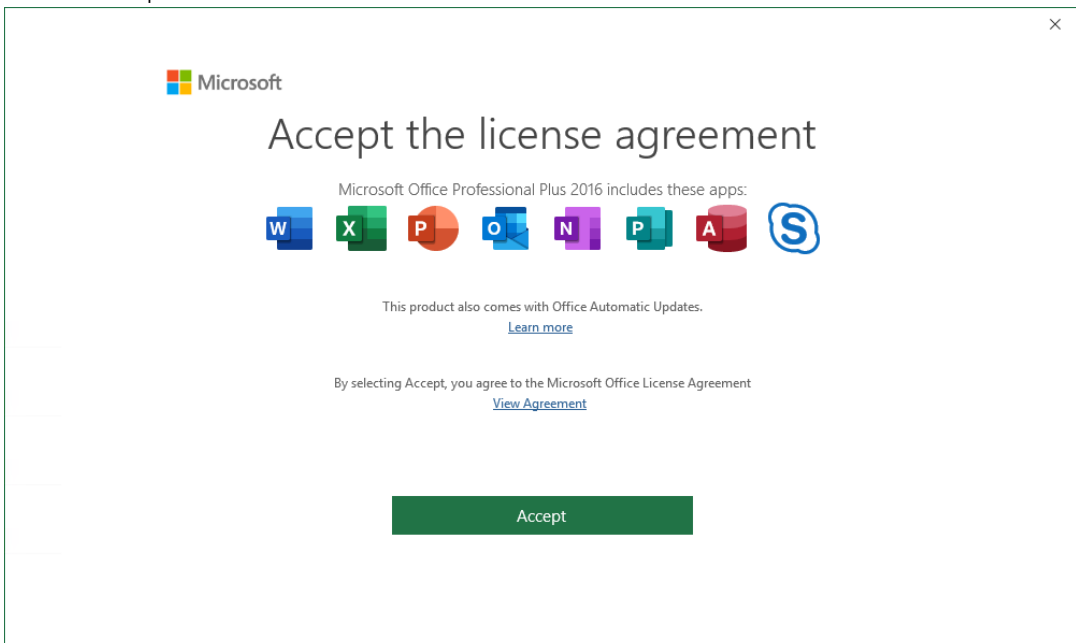 Microsoft
Accept the license agreement
Microsoft Office Professional Plus 2016 includes these apps:
W X P O N P A S
This product also comes with Office Automatic Updates.
Learn more
By selecting Accept, you agree to the Microsoft Office License Agreement
View Agreement
Accept